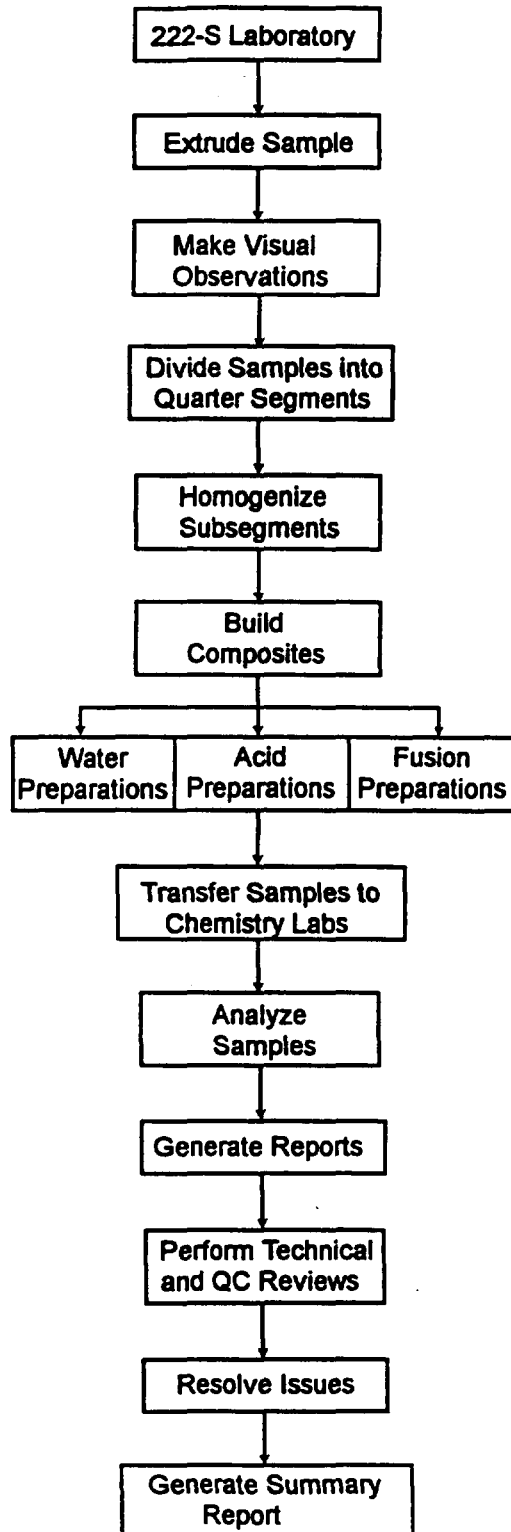 222-S Laboratory
Extrude Sample
Make Visual
Observations
Divide Samples into
Quarter Segments
Homogenize
Subsegments
Build
Composites
Water
Preparations
Acid
Preparations
Fusion
Preparations
Transfer Samples to
Chemistry Labs
Analyze
Samples
Generate Reports
Perform Technical
and QC Reviews
Resolve Issues
Generate Summary
Report